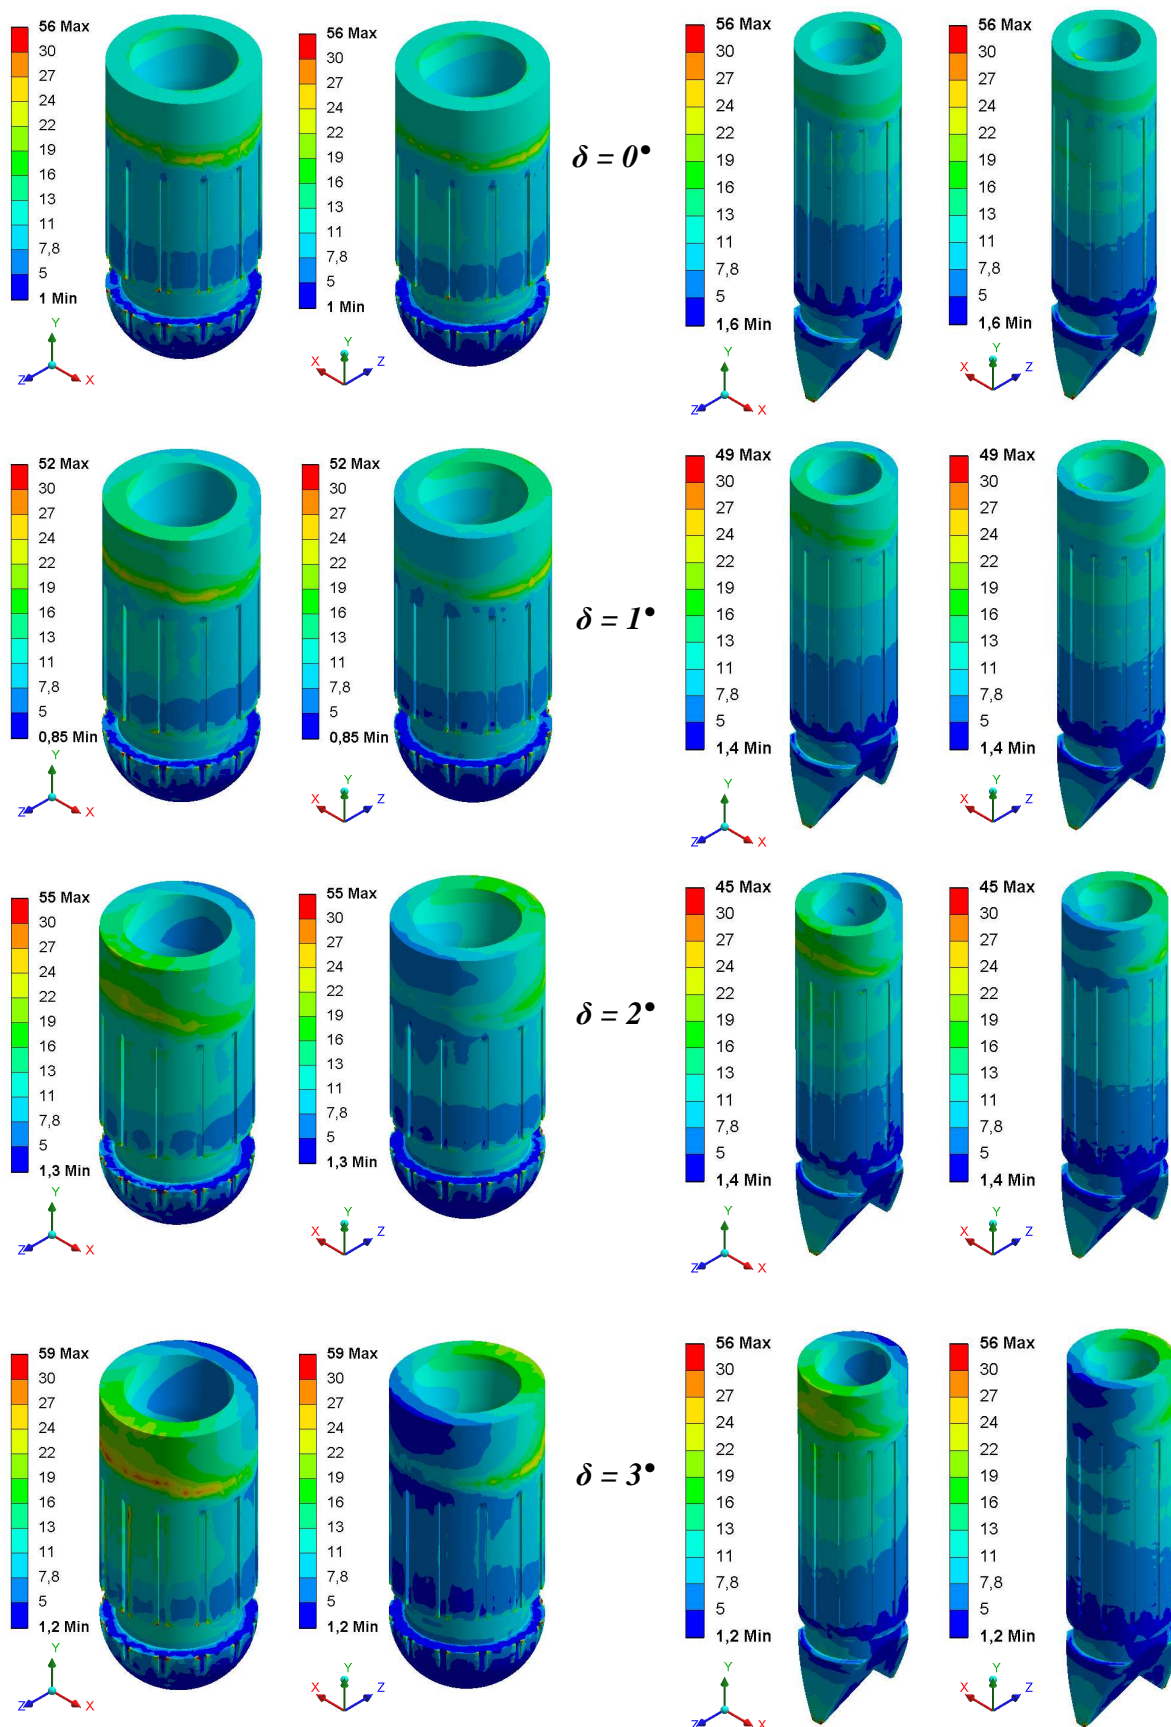 56 Max
30
27
24
22
19
16
13
11
7,8
5
1 Min
Y
Z
X
56 Max
30
27
24
22
19
16
13
11
7,8
5
1 Min
X
Y
Z
δ = 0•
56 Max
30
27
24
22
19
16
13
11
7,8
5
1,6 Min
Y
Z
X
56 Max
30
27
24
22
19
16
13
11
7,8
5
1,6 Min
Y
X
Z
52 Max
30
27
24
22
19
16
13
11
7,8
5
0,85 Min
Y
Z
X
52 Max
30
27
24
22
19
16
13
11
7,8
5
0,85 Min
Y
X
Z
δ = 1•
49 Max
30
27
24
22
19
16
13
11
7,8
5
1,4 Min
Y
Z
X
49 Max
30
27
24
22
19
16
13
11
7,8
5
1,4 Min
Y
X
Z
55 Max
30
27
24
22
19
16
13
11
7,8
5
1,3 Min
Y
Z
X
55 Max
30
27
24
22
19
16
13
11
7,8
5
1,3 Min
Y
X
Z
δ = 2•
45 Max
30
27
24
22
19
16
13
11
7,8
5
1,4 Min
Y
Z
X
45 Max
30
27
24
22
19
16
13
11
7,8
5
1,4 Min
Y
X
Z
59 Max
30
27
24
22
19
16
13
11
7,8
5
1,2 Min
Y
Z
X
59 Max
30
27
24
22
19
16
13
11
7,8
5
1,2 Min
Y
X
Z
δ = 3•
56 Max
30
27
24
22
19
16
13
11
7,8
5
1,2 Min
Y
Z
X
56 Max
30
27
24
22
19
16
13
11
7,8
5
1,2 Min
Y
X
Z